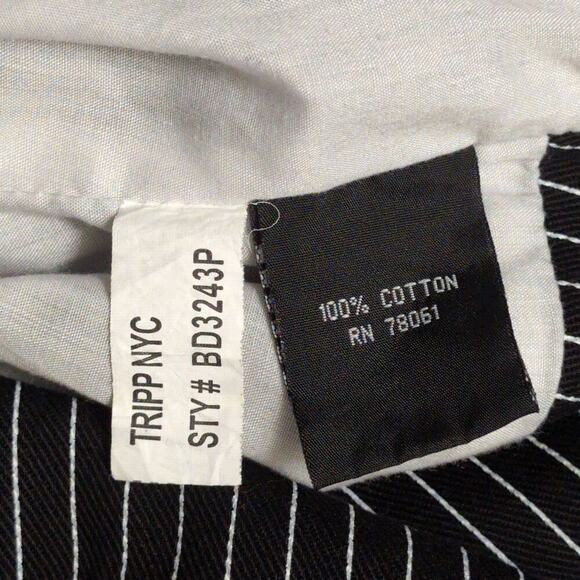 TRIPP NYC
STY# BD3243P
100% COTTON
RN 78061